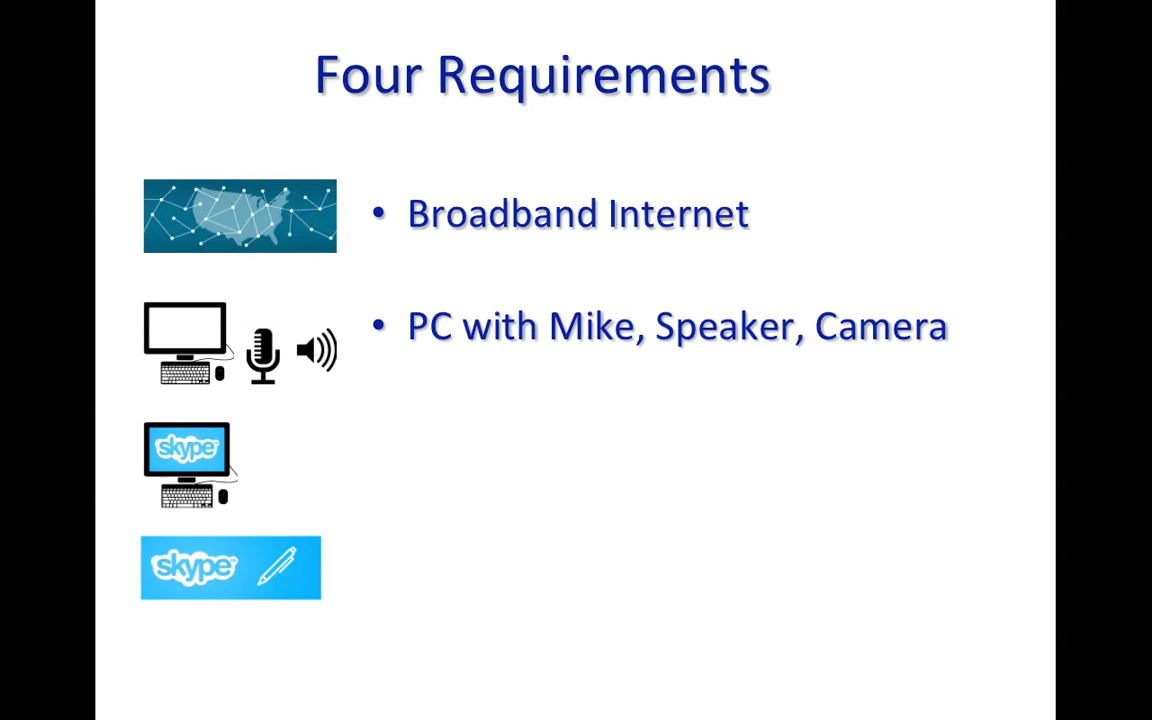 Four Requirements
• Broadband Internet
• PC with Mike, Speaker, Camera
skype
skype